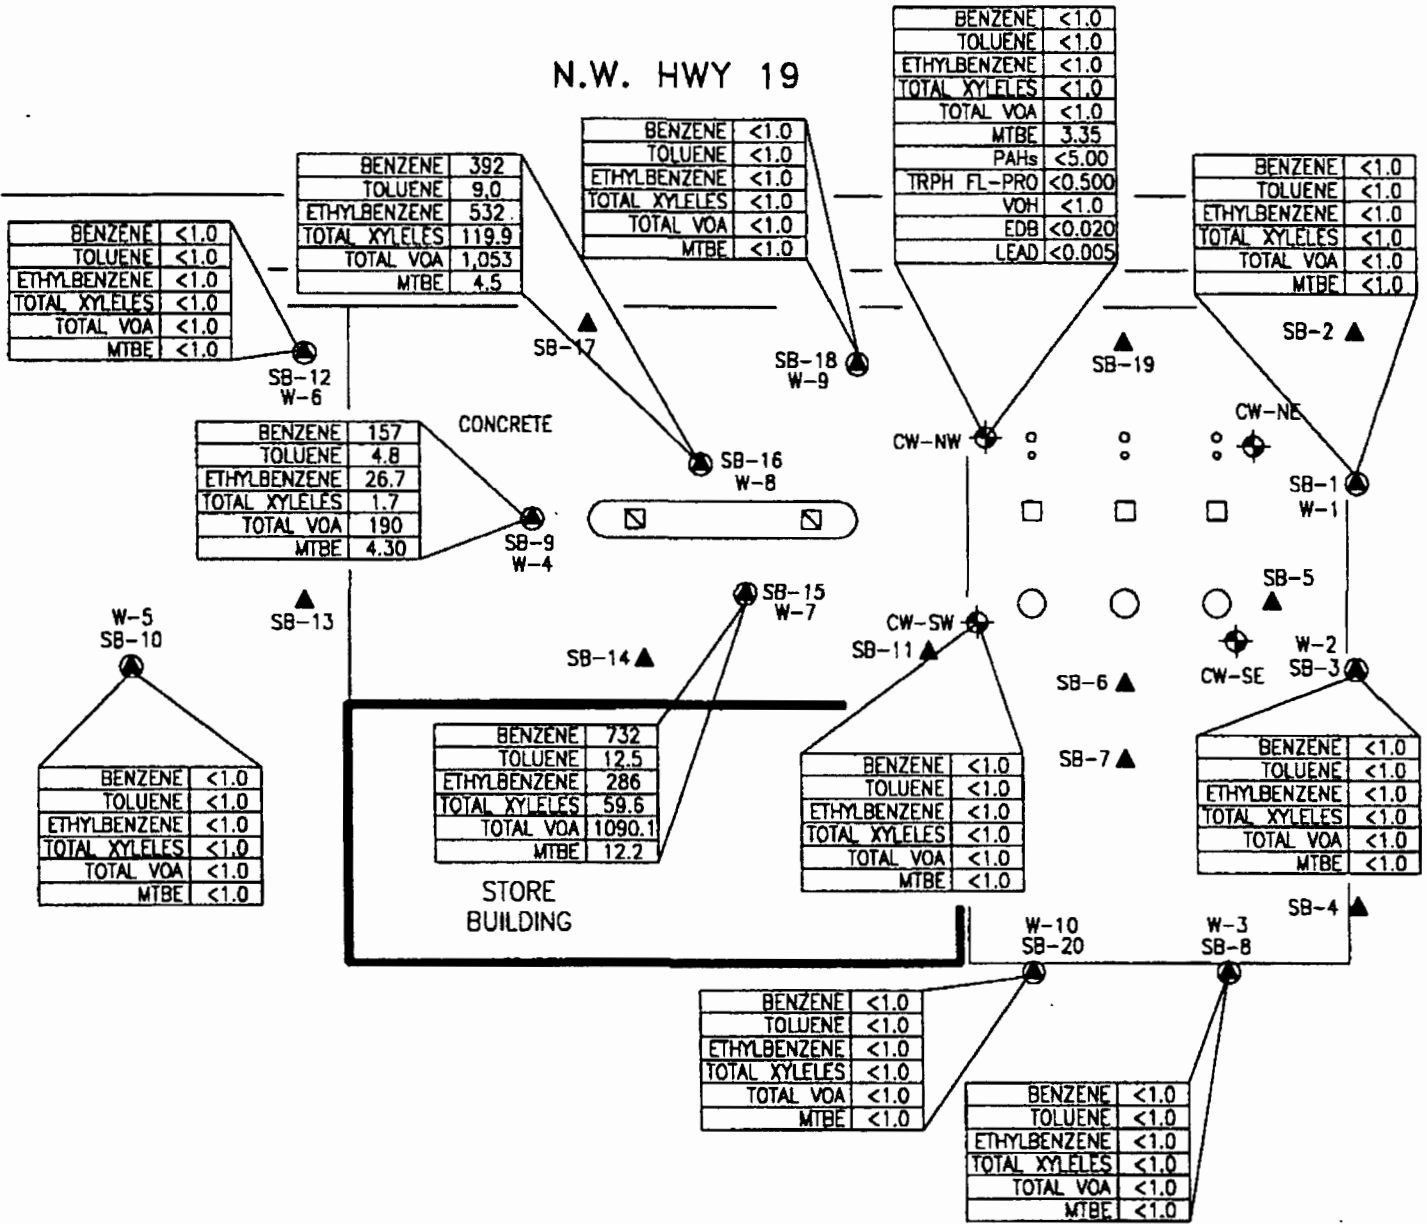 N.W. HWY 19
BENZENE <1.0
TOLUENE <1.0
ETHYLBENZENE <1.0
TOTAL XYLELES <1.0
TOTAL VOA <1.0
MTBE 3.35
PAHs <5.00
TRPH FL-PRO <0.500
VOH <1.0
EDB <0.020
LEAD <0.005
BENZENE <1.0
TOLUENE <1.0
ETHYLBENZENE <1.0
TOTAL XYLELES <1.0
TOTAL VOA <1.0
MTBE <1.0
BENZENE 392
TOLUENE 9.0
ETHYLBENZENE 532
TOTAL XYLELES 119.9
TOTAL VOA 1,053
MTBE 4.5
BENZENE <1.0
TOLUENE <1.0
ETHYLBENZENE <1.0
TOTAL XYLELES <1.0
TOTAL VOA <1.0
MTBE <1.0
BENZENE <1.0
TOLUENE <1.0
ETHYLBENZENE <1.0
TOTAL XYLELES <1.0
TOTAL VOA <1.0
MTBE <1.0
SB-17
SB-18
W-9
SB-19
SB-2
SB-12
W-6
CONCRETE
CW-NW
CW-NE
BENZENE 157
TOLUENE 4.8
ETHYLBENZENE 26.7
TOTAL XYLELES 1.7
TOTAL VOA 190
MTBE 4.30
SB-16
W-8
SB-1
W-1
SB-9
W-4
SB-5
SB-15
W-7
SB-13
W-5
SB-10
CW-SW
SB-11
SB-14
W-2
SB-3
CW-SE
SB-6
SB-7
BENZENE 732
TOLUENE 12.5
ETHYLBENZENE 286
TOTAL XYLELES 59.6
TOTAL VOA 1090.1
MTBE 12.2
BENZENE <1.0
TOLUENE <1.0
ETHYLBENZENE <1.0
TOTAL XYLELES <1.0
TOTAL VOA <1.0
MTBE <1.0
BENZENE <1.0
TOLUENE <1.0
ETHYLBENZENE <1.0
TOTAL XYLELES <1.0
TOTAL VOA <1.0
MTBE <1.0
BENZENE <1.0
TOLUENE <1.0
ETHYLBENZENE <1.0
TOTAL XYLELES <1.0
TOTAL VOA <1.0
MTBE <1.0
STORE
BUILDING
SB-4
W-10
SB-20
W-3
SB-8
BENZENE <1.0
TOLUENE <1.0
ETHYLBENZENE <1.0
TOTAL XYLELES <1.0
TOTAL VOA <1.0
MTBE <1.0
BENZENE <1.0
TOLUENE <1.0
ETHYLBENZENE <1.0
TOTAL XYLELES <1.0
TOTAL VOA <1.0
MTBE <1.0